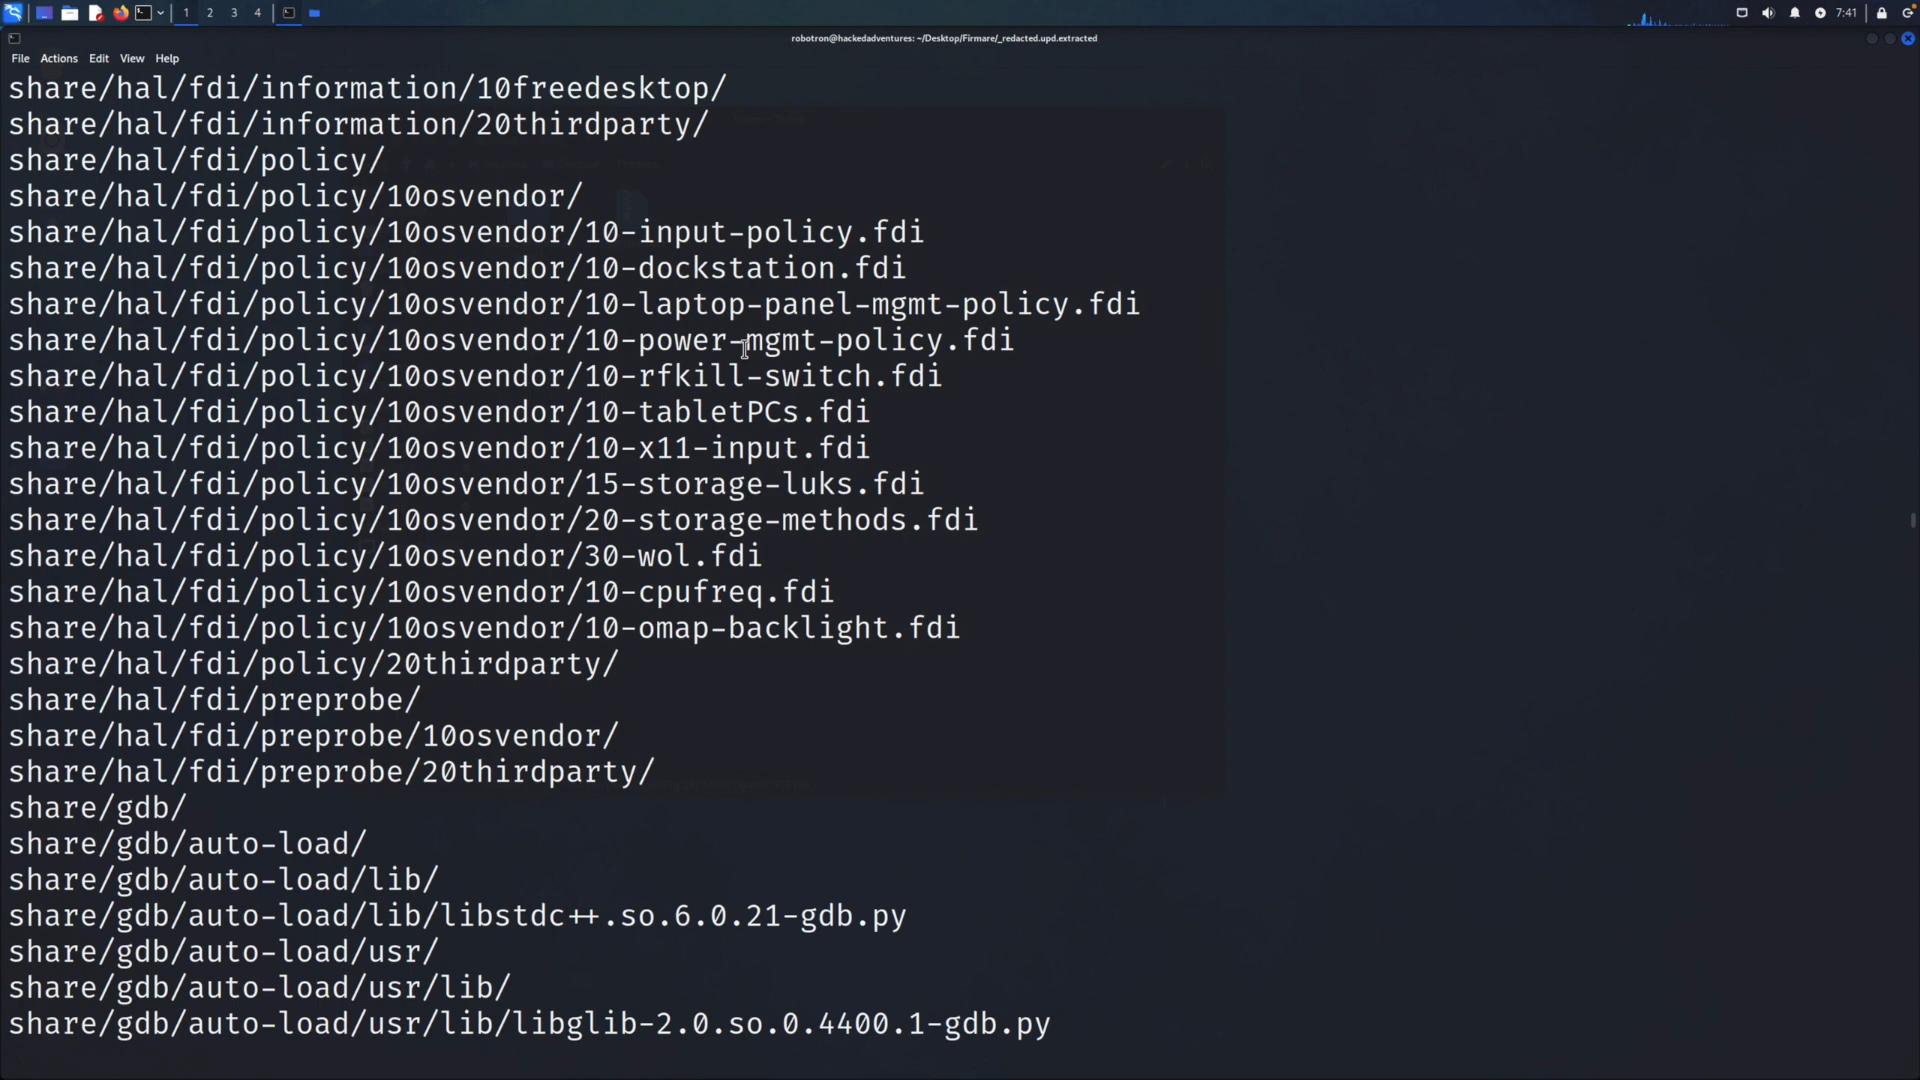 1 2 3 4 7:41
robotron@hackedadventures: ~/Desktop/Firmare/_redacted.upd.extracted
File Actions Edit View Help
share/hal/fdi/information/10freedesktop/
share/hal/fdi/information/20thirdparty/
share/hal/fdi/policy/
share/hal/fdi/policy/10osvendor/
share/hal/fdi/policy/10osvendor/10-input-policy.fdi
share/hal/fdi/policy/10osvendor/10-dockstation.fdi
share/hal/fdi/policy/10osvendor/10-laptop-panel-mgmt-policy.fdi
share/hal/fdi/policy/10osvendor/10-power-mgmt-policy.fdi
share/hal/fdi/policy/10osvendor/10-rfkill-switch.fdi
share/hal/fdi/policy/10osvendor/10-tabletPCs.fdi
share/hal/fdi/policy/10osvendor/10-x11-input.fdi
share/hal/fdi/policy/10osvendor/15-storage-luks.fdi
share/hal/fdi/policy/10osvendor/20-storage-methods.fdi
share/hal/fdi/policy/10osvendor/30-wol.fdi
share/hal/fdi/policy/10osvendor/10-cpufreq.fdi
share/hal/fdi/policy/10osvendor/10-omap-backlight.fdi
share/hal/fdi/policy/20thirdparty/
share/hal/fdi/preprobe/
share/hal/fdi/preprobe/10osvendor/
share/hal/fdi/preprobe/20thirdparty/
share/gdb/
share/gdb/auto-load/
share/gdb/auto-load/lib/
share/gdb/auto-load/lib/libstdc++.so.6.0.21-gdb.py
share/gdb/auto-load/usr/
share/gdb/auto-load/usr/lib/
share/gdb/auto-load/usr/lib/libglib-2.0.so.0.4400.1-gdb.py